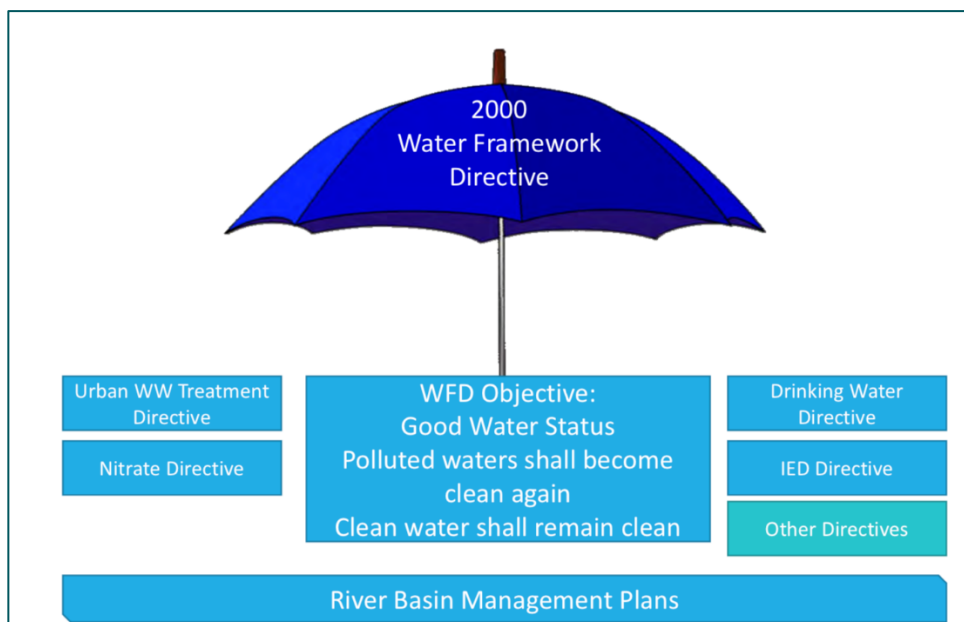 2000
Water Framework
Directive
Urban WW Treatment
Directive
Nitrate Directive
WFD Objective:
Good Water Status
Polluted waters shall become
clean again
Clean water shall remain clean
Drinking Water
Directive
IED Directive
Other Directives
River Basin Management Plans